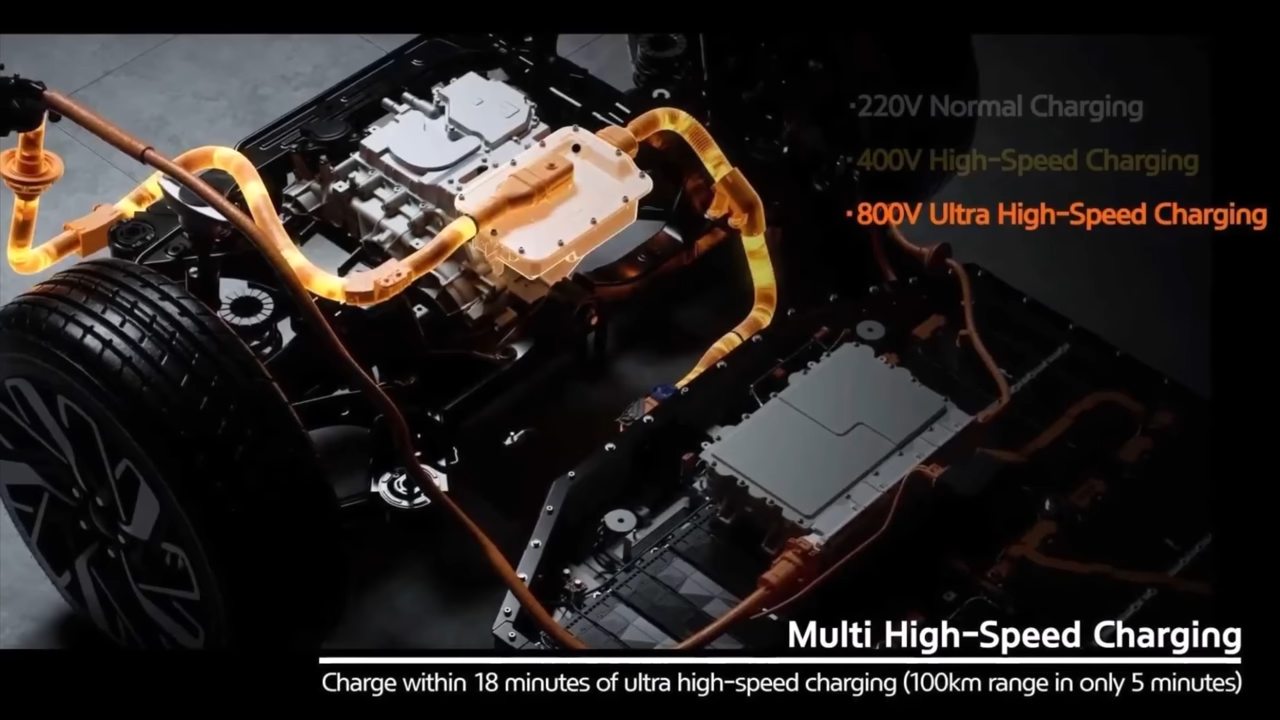 ·220V Normal Charging
·400V High-Speed Charging
·800V Ultra High-Speed Charging
Multi High-Speed Charging
Charge within 18 minutes of ultra high-speed charging (100km range in only 5 minutes)